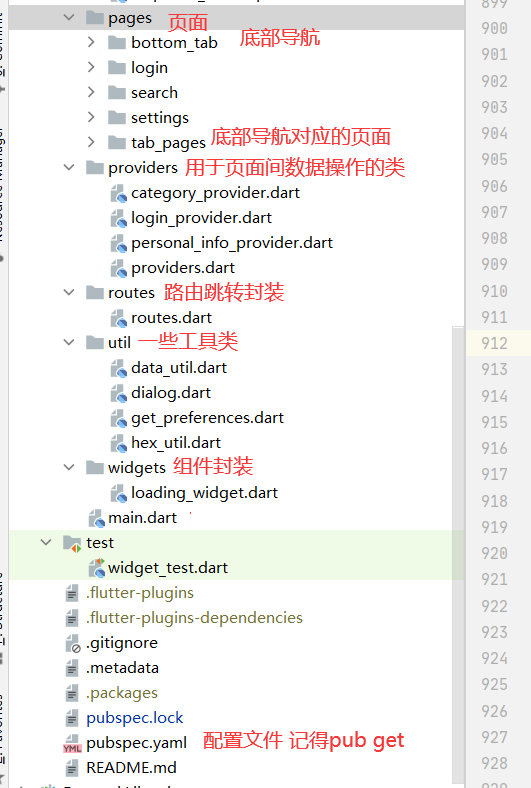 899
pages 页面 900
bottom_tab 底部导航 901
login 902
search 903
settings 904
tab_pages 底部导航对应的页面 905
providers 用于页面间数据操作的类 906
category_provider.dart 907
login_provider.dart 908
personal_info_provider.dart 909
providers.dart 910
routes 路由跳转封装 911
routes.dart 912
util 一些工具类 913
data_util.dart 914
dialog.dart 915
get_preferences.dart 916
hex_util.dart 917
widgets 组件封装 918
loading_widget.dart 919
main.dart 920
test 921
widget_test.dart 922
.flutter-plugins 923
.flutter-plugins-dependencies 924
.gitignore 925
.metadata 926
.packages 927
pubspec.lock 928
YML pubspec.yaml 配置文件 记得pub get
README.md